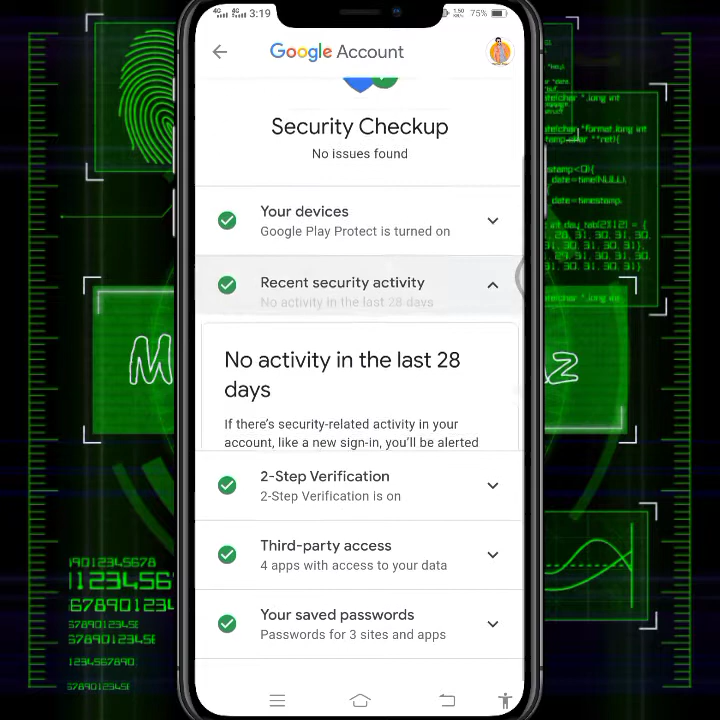 3:19
75%
Google Account
Security Checkup
No issues found
Your devices
Google Play Protect is turned on
Recent security activity
No activity in the last 28 days
No activity in the last 28
days
If there's security-related activity in your
account, like a new sign-in, you'll be alerted
2-Step Verification
2-Step Verification is on
Third-party access
4 apps with access to your data
Your saved passwords
Passwords for 3 sites and apps